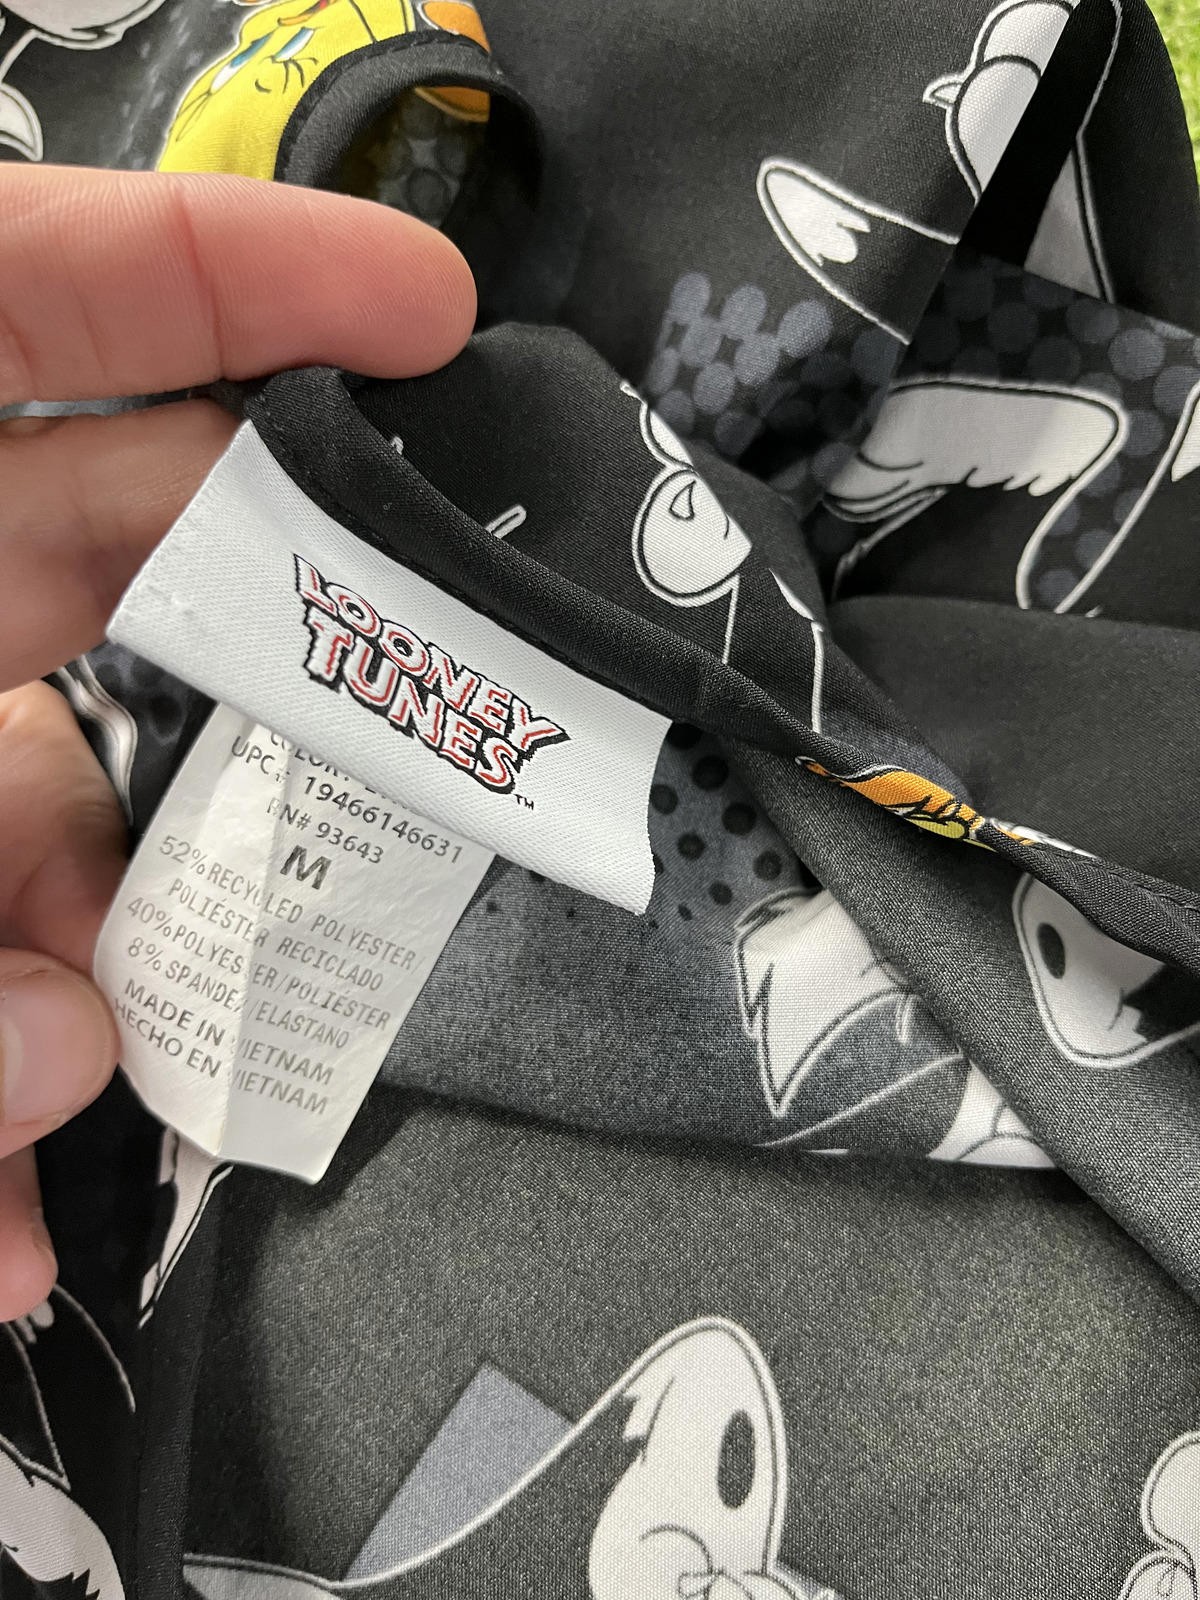 LOONEY
TUNES™
UPC# 19466146631
RN# 93643
M
52%RECYCLED POLYESTER/
POLIÉSTER RECICLADO
40%POLYESTER/POLIÉSTER
8%SPANDEX/ELASTANO
MADE IN VIETNAM
HECHO EN VIETNAM